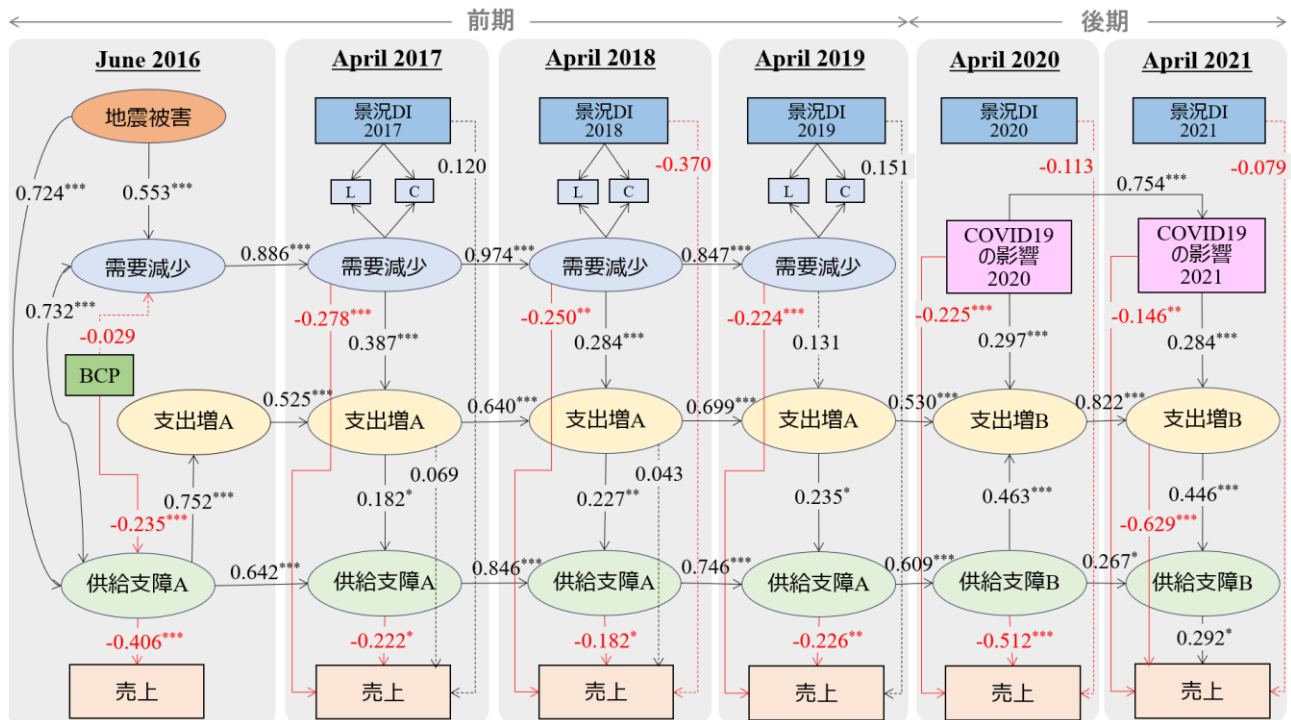 前期
後期
June 2016
April 2017
April 2018
April 2019
April 2020
April 2021
地震被害
景況DI
2017
景況DI
2018
景況DI
2019
景況DI
2020
景況DI
2021
0.724***
0.553***
L
C
0.120
L
C
-0.370
L
C
0.151
-0.113
0.754***
-0.079
需要減少
0.886***
需要減少
0.974***
需要減少
0.847***
需要減少
COVID19
の影響
2020
COVID19
の影響
2021
0.732***
-0.029
-0.278***
0.387***
-0.250**
0.284***
-0.224***
0.131
-0.225***
0.297***
-0.146**
0.284***
BCP
支出増A
0.525***
支出増A
0.640***
支出増A
0.699***
支出増A
0.530***
支出増B
0.822***
支出増B
0.752***
0.069
0.182*
0.043
0.227**
0.235*
0.463***
0.446***
-0.235***
-0.629***
供給支障A
0.642***
供給支障A
0.846***
供給支障A
0.746***
供給支障A
0.609***
供給支障B
0.267*
供給支障B
-0.406***
-0.222*
-0.182*
-0.226**
-0.512***
0.292*
売上
売上
売上
売上
売上
売上